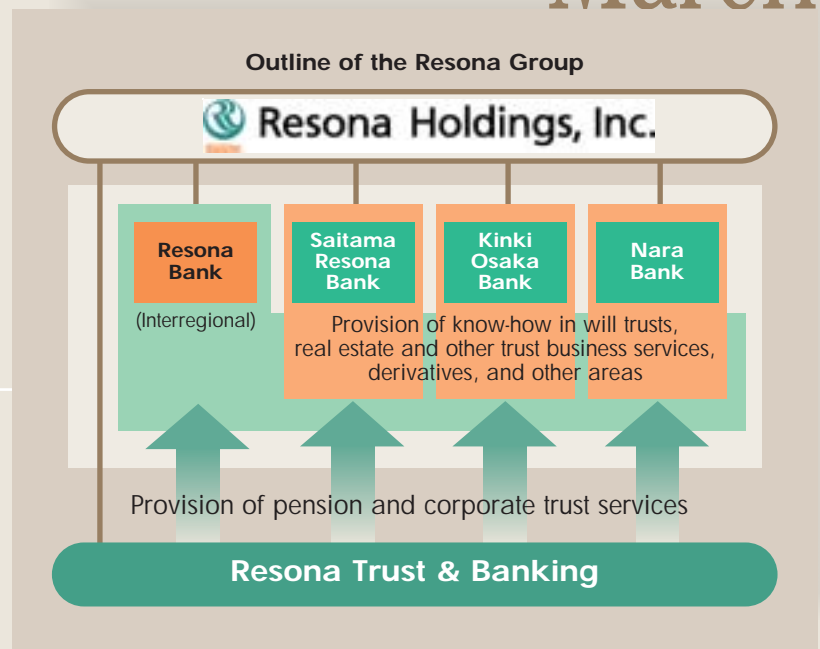 Outline of the Resona Group
Resona Holdings, Inc.
Resona
Bank
(Interregional)
Saitama
Resona
Bank
Kinki
Osaka
Bank
Nara
Bank
Provision of know-how in will trusts,
real estate and other trust business services,
derivatives, and other areas
Provision of pension and corporate trust services
Resona Trust & Banking